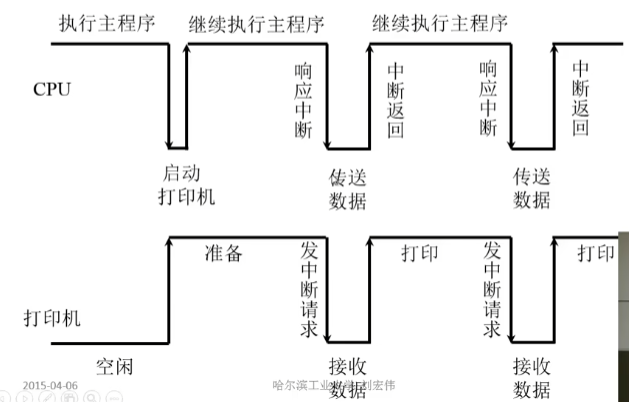 执行主程序
继续执行主程序
继续执行主程序
CPU
响应中断
中断返回
响应中断
中断返回
启动
打印机
传送
数据
传送
数据
准备
发中断请求
打印
发中断请求
打印
打印机
空闲
接收
数据
接收
数据
2015-04-06
哈尔滨工业
刘宏伟